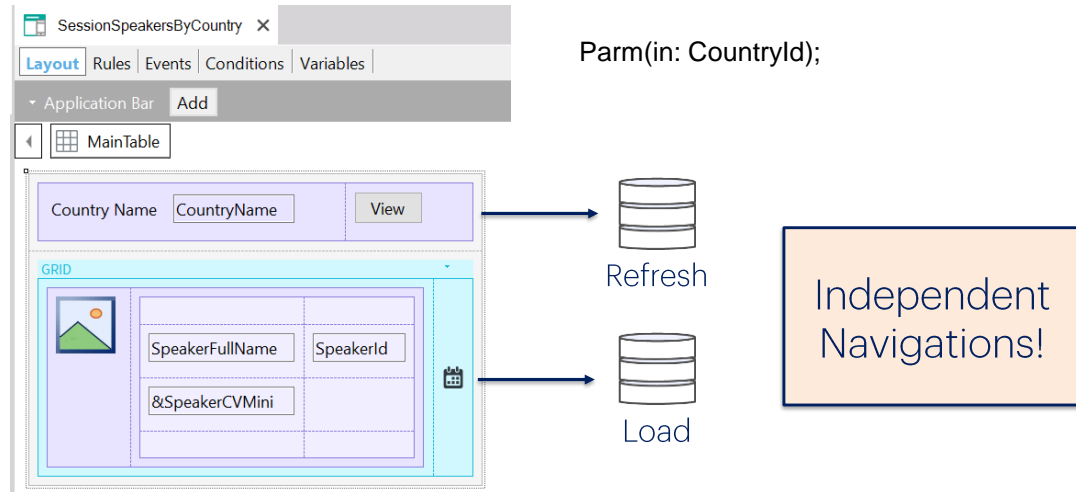 SessionSpeakersByCountry
Parm(in: CountryId);
Layout Rules Events Conditions Variables
Application Bar Add
MainTable
Country Name CountryName View
Refresh
GRID
Independent
Navigations!
SpeakerFullName SpeakerId
&SpeakerCVMini
Load